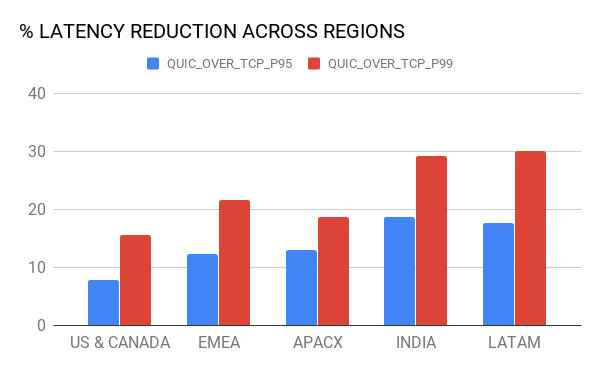 % LATENCY REDUCTION ACROSS REGIONS
QUIC_OVER_TCP_P95 QUIC_OVER_TCP_P99
40
30
20
10
0
US & CANADA EMEA APACX INDIA LATAM